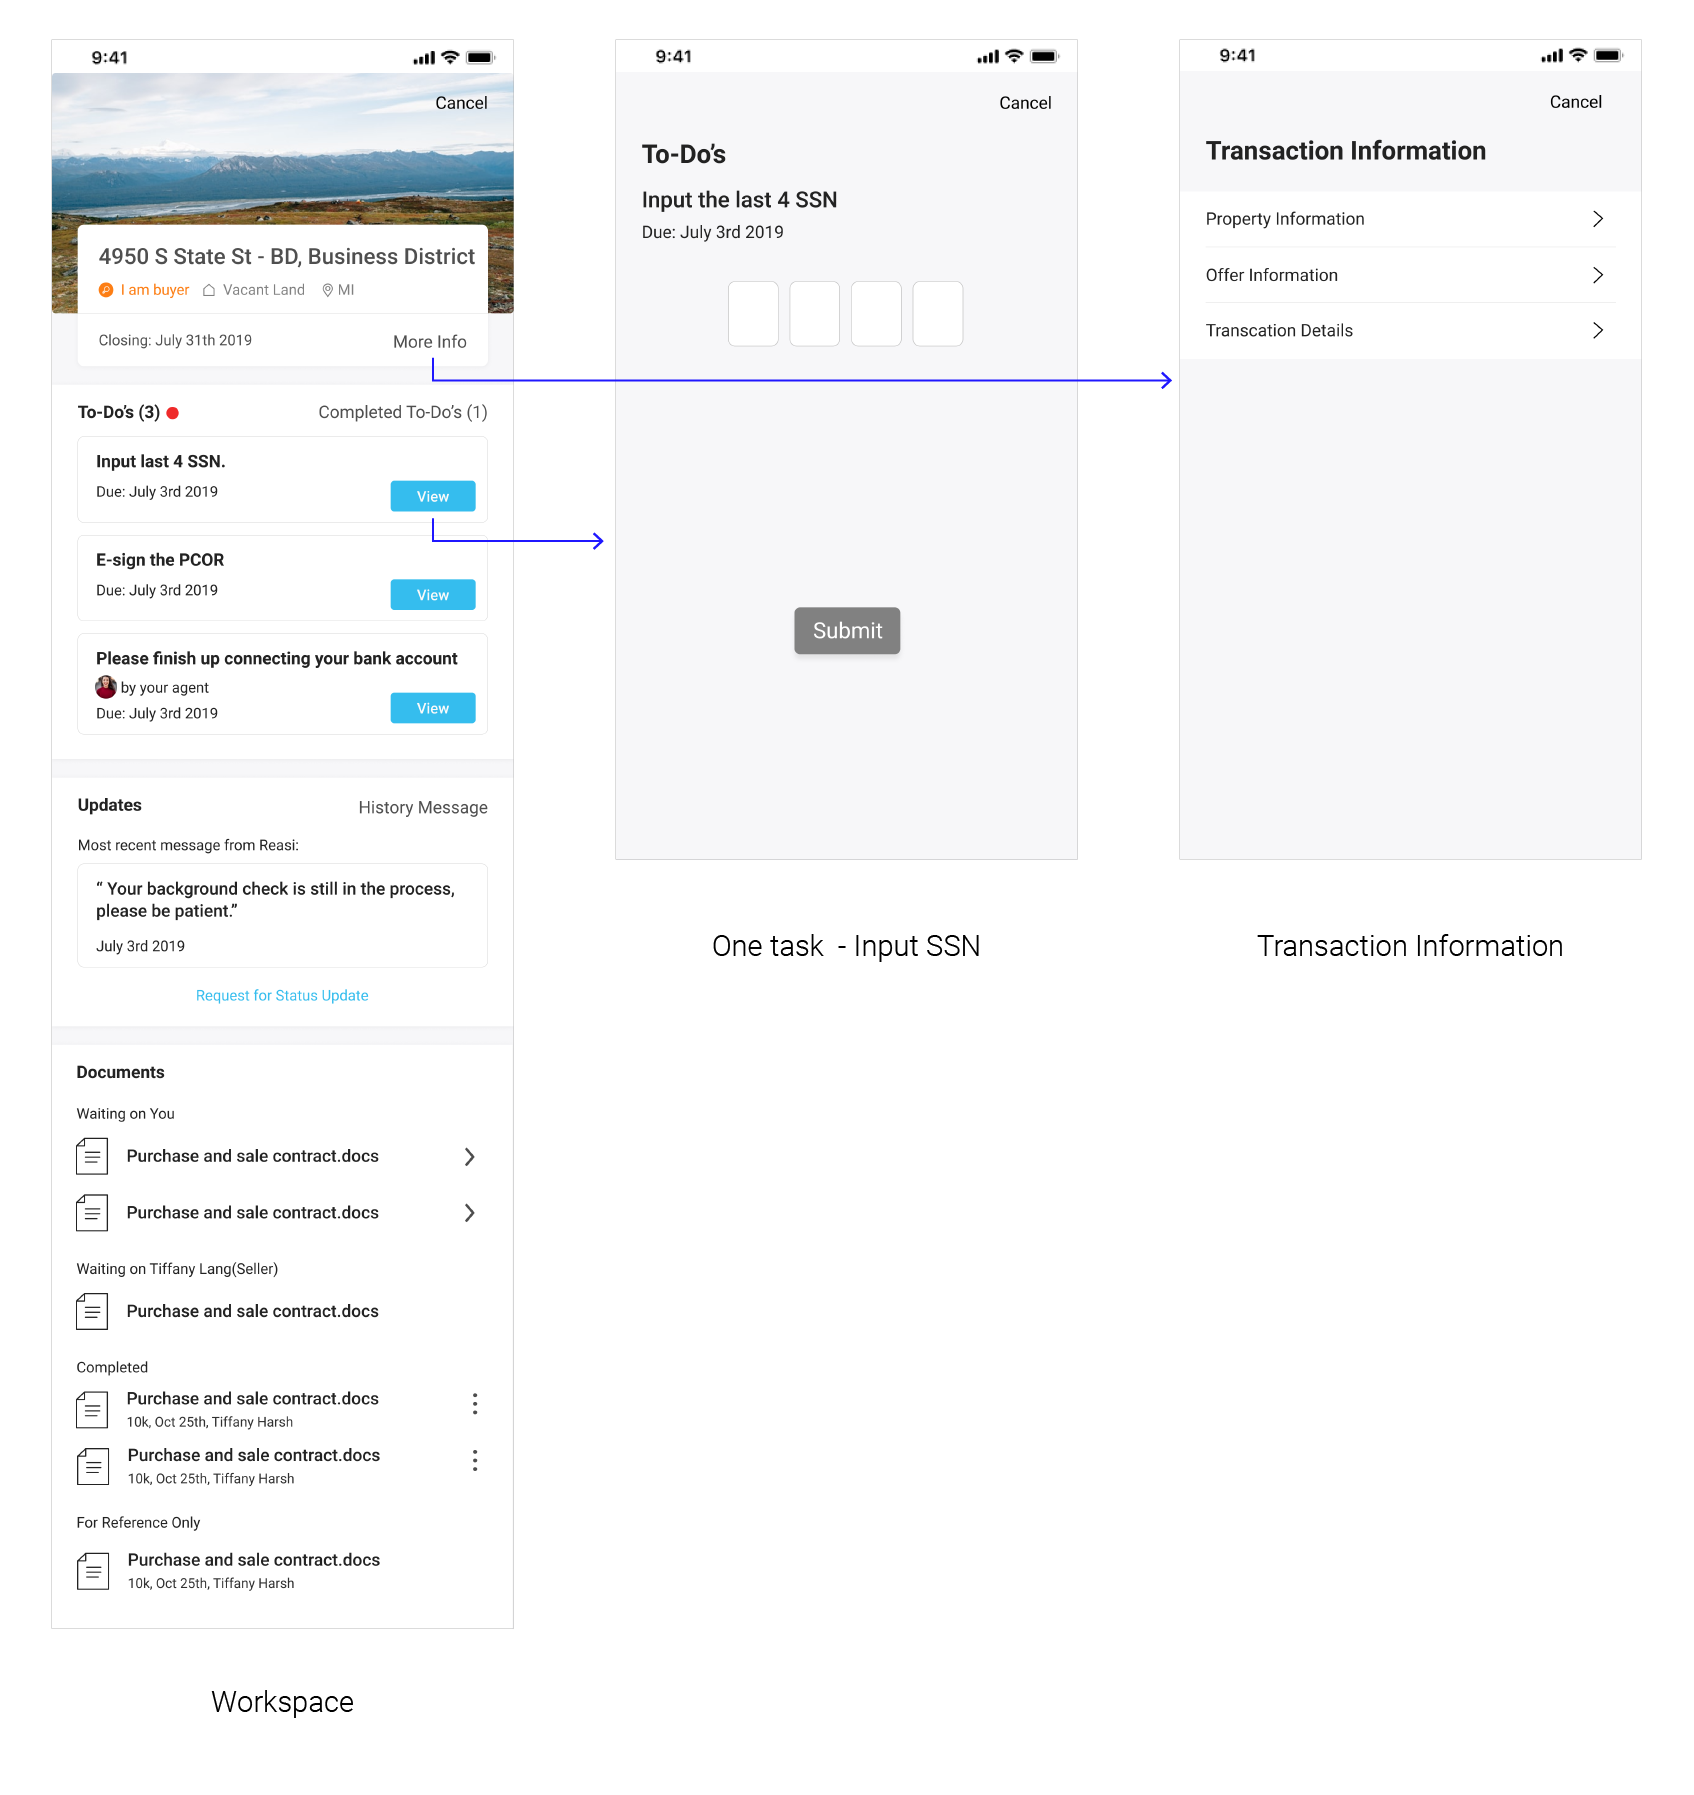 9:41
Cancel
4950 S State St - BD, Business District
I am buyer Vacant Land MI
Closing: July 31th 2019 More Info
To-Do’s (3) Completed To-Do’s (1)
Input last 4 SSN.
Due: July 3rd 2019
View
E-sign the PCOR
Due: July 3rd 2019
View
Please finish up connecting your bank account
by your agent
Due: July 3rd 2019
View
Updates History Message
Most recent message from Reasi:
“ Your background check is still in the process,
please be patient.”
July 3rd 2019
Request for Status Update
Documents
Waiting on You
Purchase and sale contract.docs
Purchase and sale contract.docs
Waiting on Tiffany Lang(Seller)
Purchase and sale contract.docs
Completed
Purchase and sale contract.docs
10k, Oct 25th, Tiffany Harsh
Purchase and sale contract.docs
10k, Oct 25th, Tiffany Harsh
For Reference Only
Purchase and sale contract.docs
10k, Oct 25th, Tiffany Harsh
Workspace
9:41
Cancel
To-Do’s
Input the last 4 SSN
Due: July 3rd 2019
Submit
One task - Input SSN
9:41
Cancel
Transaction Information
Property Information
Offer Information
Transcation Details
Transaction Information